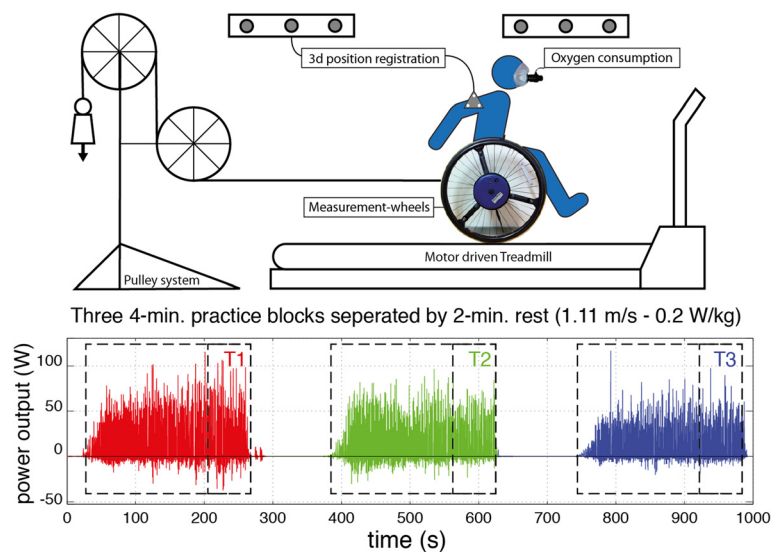 3d position registration
Oxygen consumption
Measurement-wheels
Pulley system
Motor driven Treadmill
Three 4-min. practice blocks seperated by 2-min. rest (1.11 m/s - 0.2 W/kg)
T1
T2
T3
power output (W)
100
50
0
-50
0 100 200 300 400 500 600 700 800 900 1000
time (s)